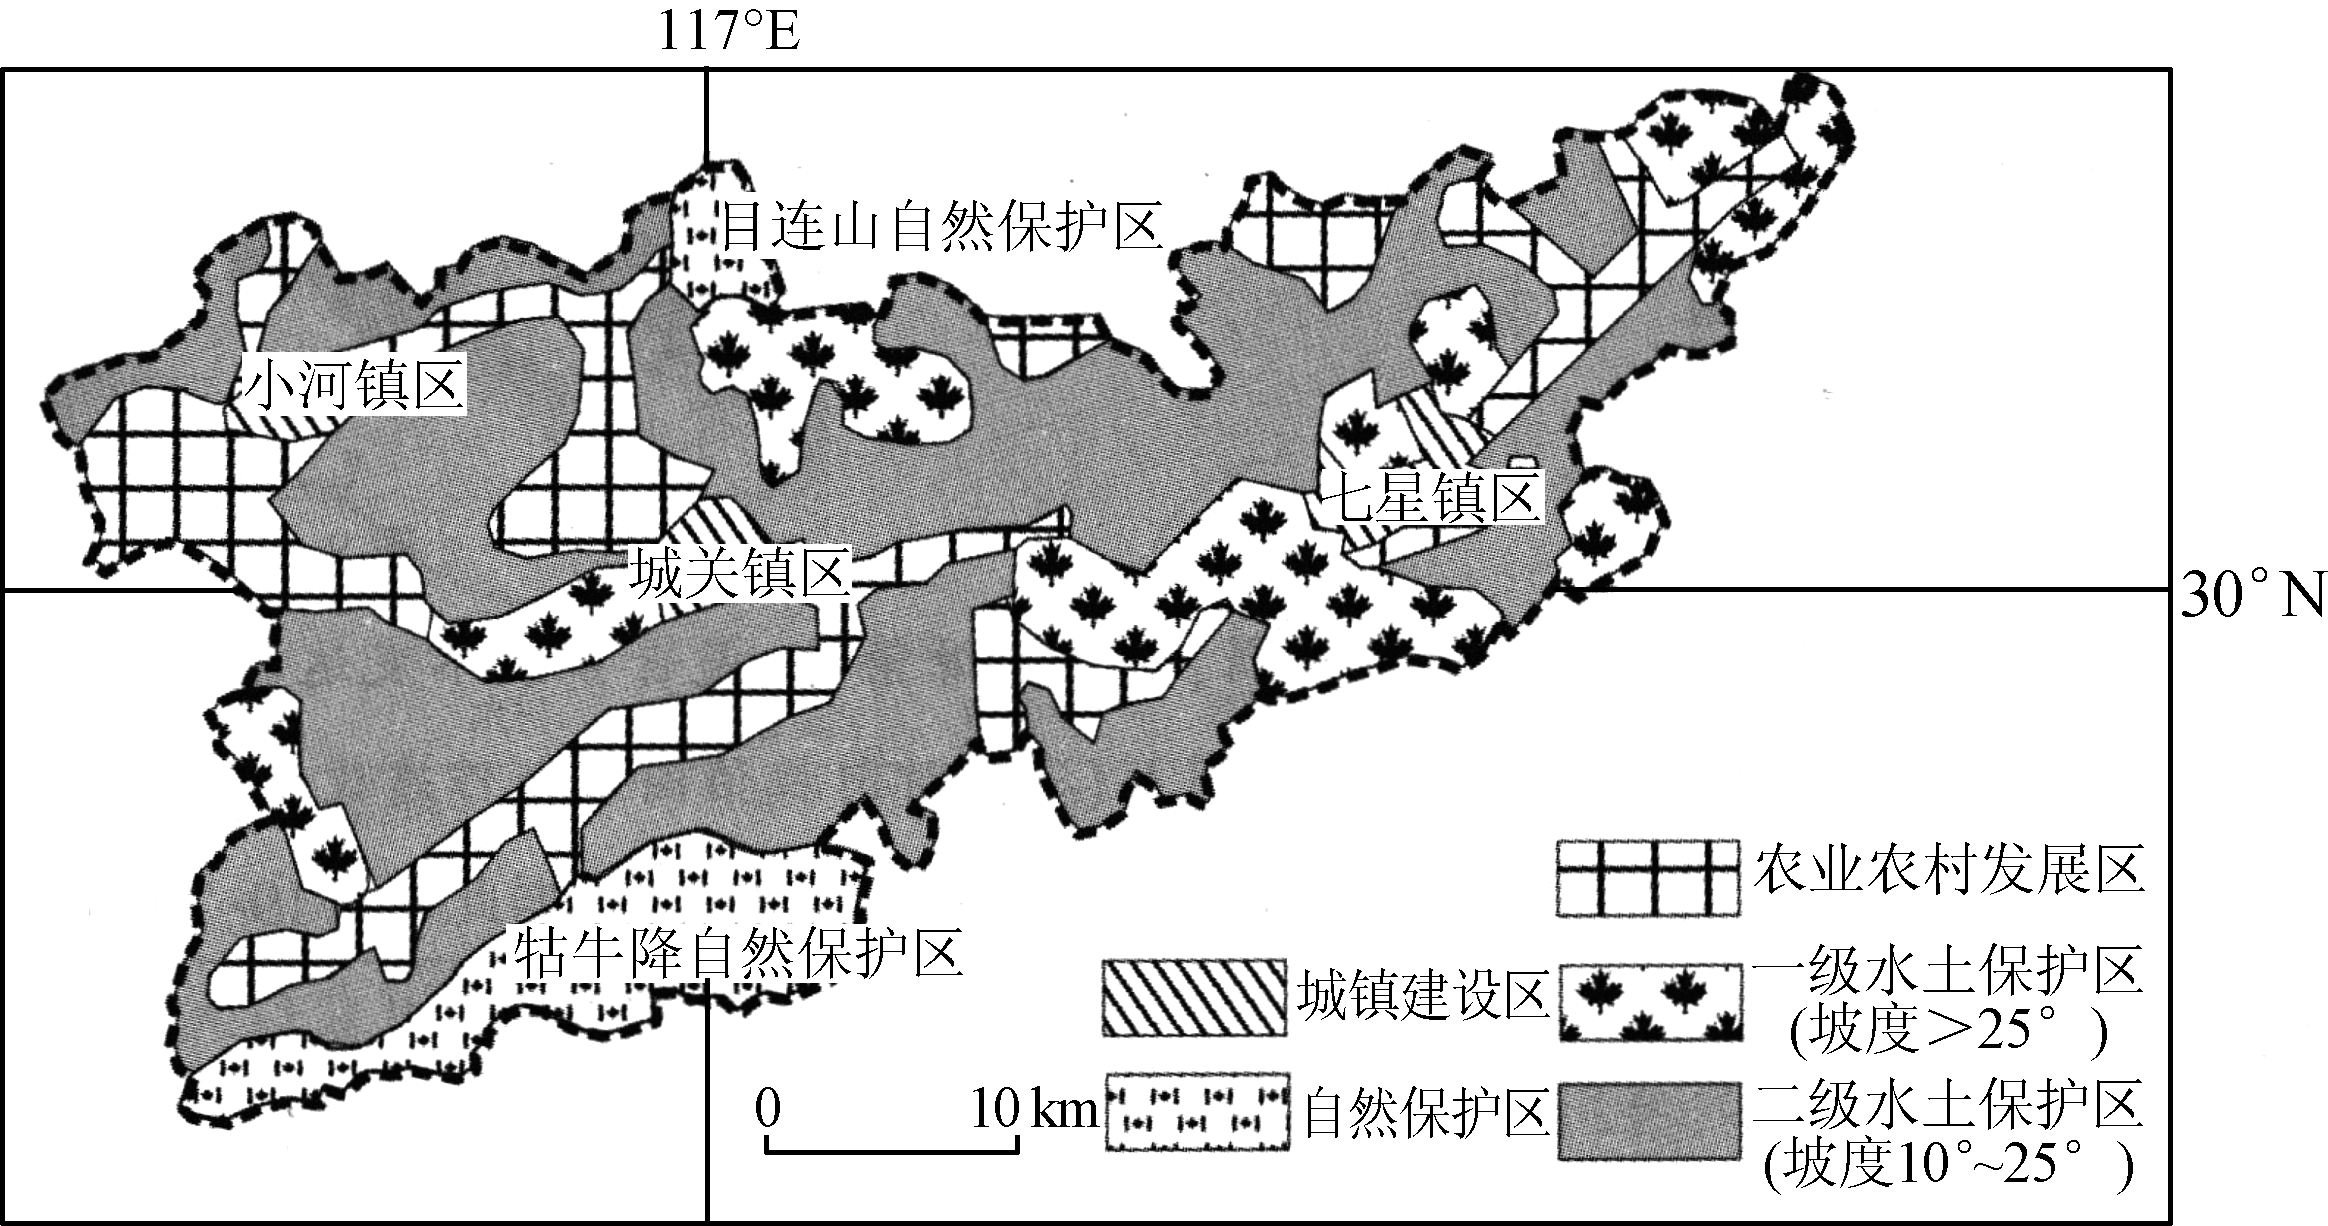 117°E
目连山自然保护区
小河镇区
七星镇区
城关镇区
30°N
农业农村发展区
牯牛降自然保护区
城镇建设区
一级水土保护区
(坡度>25°)
0 10 km
自然保护区
二级水土保护区
(坡度10°~25°)